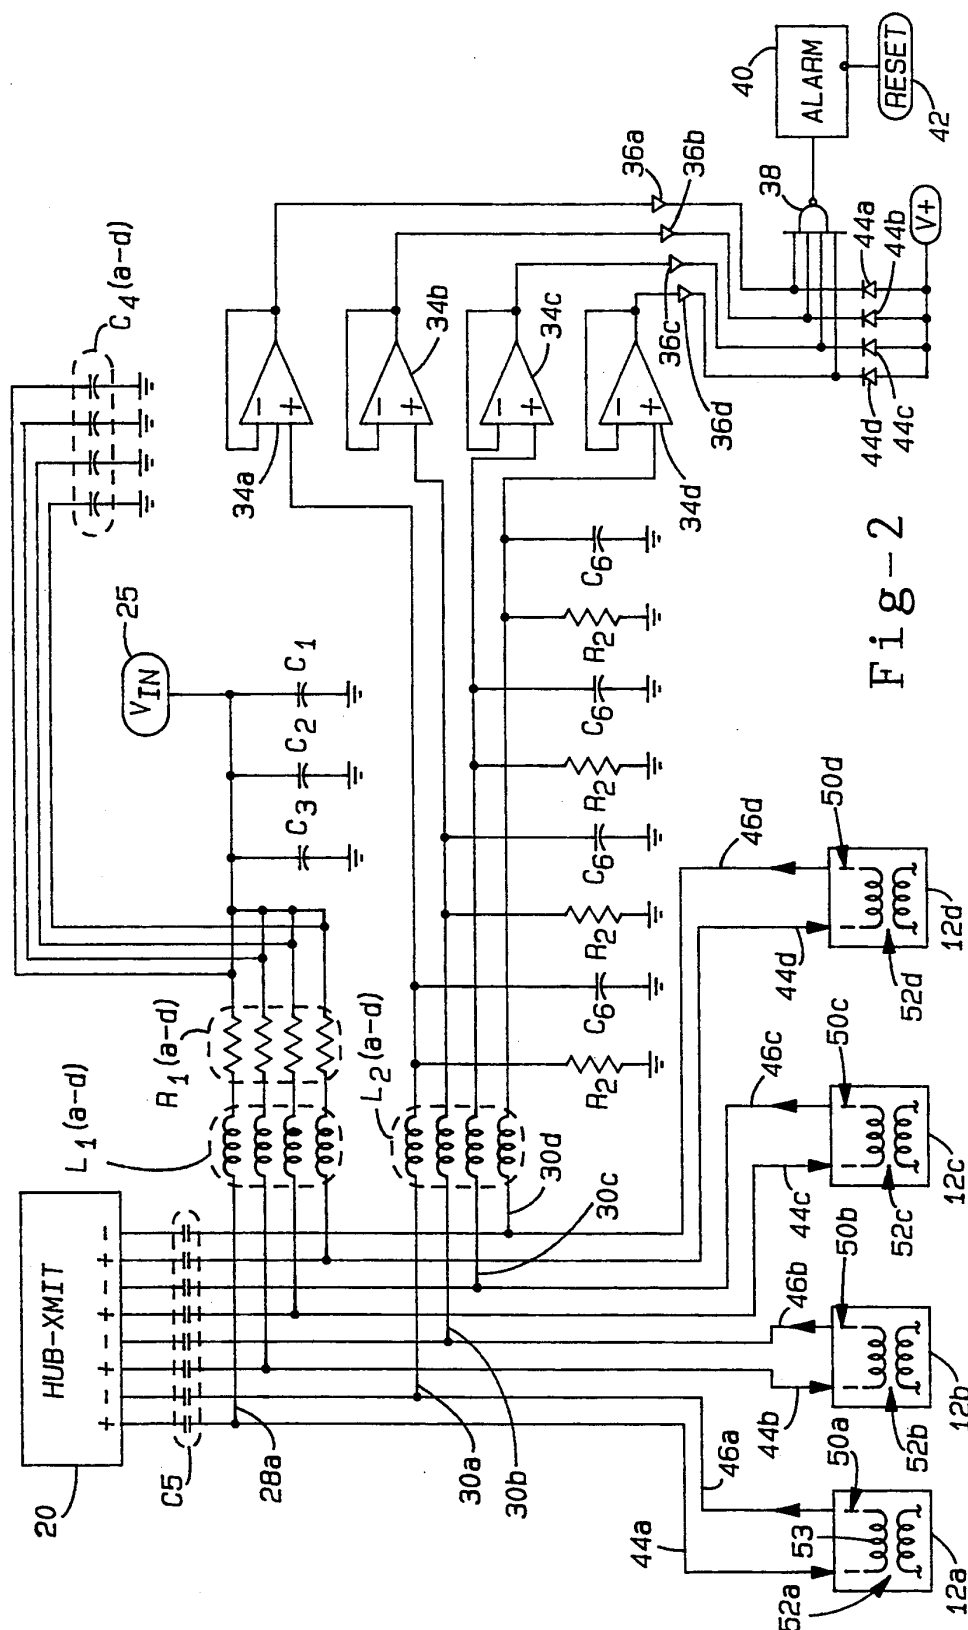 20
HUB-XMIT
+ - + - + - + -
L1(a-d)
C4(a-d)
C5
R1(a-d)
VIN
25
28a
C3
C2
C1
34a
- +
L2(a-d)
30a
34b
- +
30b
30d
34c
- +
30c
R2
C6
R2
C6
R2
C6
R2
C6
34d
- +
36a
36b
36c
36d
44a
46a
44b
46b
44c
46c
44d
46d
40
ALARM
38
RESET
42
53
50a
50b
50c
50d
52a
52b
52c
52d
12a
12b
12c
12d
44d
44c
44a
44b
V+
Fig-2